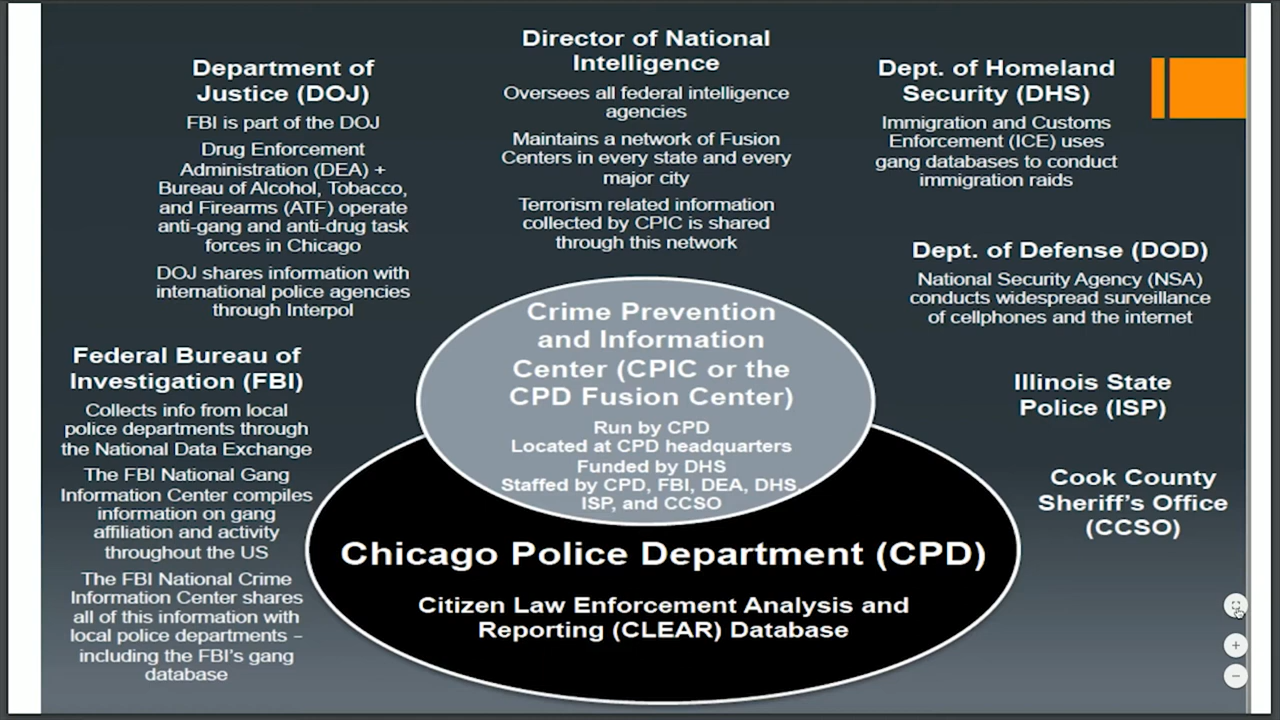 Director of National
Intelligence
Oversees all federal intelligence
agencies
Maintains a network of Fusion
Centers in every state and every
major city
Terrorism related information
collected by CPIC is shared
through this network
Department of
Justice (DOJ)
FBI is part of the DOJ
Drug Enforcement
Administration (DEA) +
Bureau of Alcohol, Tobacco,
and Firearms (ATF) operate
anti-gang and anti-drug task
forces in Chicago
DOJ shares information with
international police agencies
through Interpol
Dept. of Homeland
Security (DHS)
Immigration and Customs
Enforcement (ICE) uses
gang databases to conduct
immigration raids
Dept. of Defense (DOD)
National Security Agency (NSA)
conducts widespread surveillance
of cellphones and the internet
Federal Bureau of
Investigation (FBI)
Collects info from local
police departments through
the National Data Exchange
The FBI National Gang
Information Center compiles
information on gang
affiliation and activity
throughout the US
The FBI National Crime
Information Center shares
all of this information with
local police departments –
including the FBI's gang
database
Crime Prevention
and Information
Center (CPIC or the
CPD Fusion Center)
Run by CPD
Located at CPD headquarters
Funded by DHS
Staffed by CPD, FBI, DEA, DHS,
ISP, and CCSO
Illinois State
Police (ISP)
Cook County
Sheriff's Office
(CCSO)
Chicago Police Department (CPD)
Citizen Law Enforcement Analysis and
Reporting (CLEAR) Database